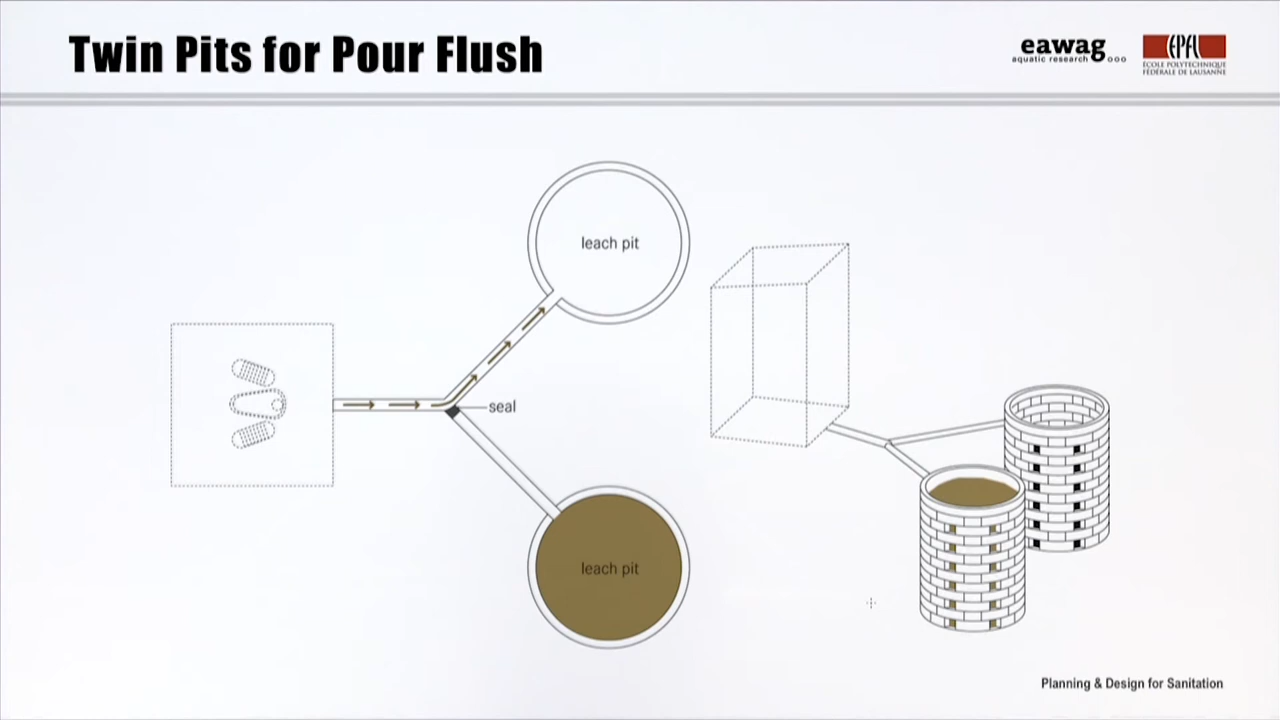 Twin Pits for Pour Flush
eawag
aquatic research
EPFL
ÉCOLE POLYTECHNIQUE
FÉDÉRALE DE LAUSANNE
leach pit
seal
leach pit
Planning & Design for Sanitation